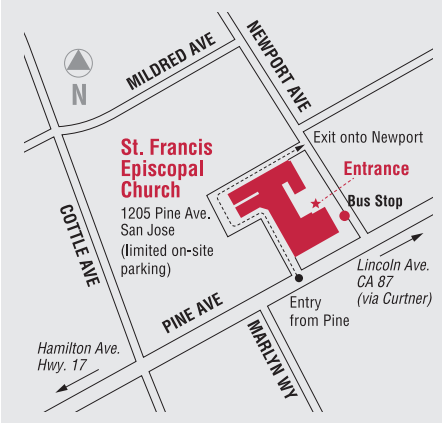 NEWPORT AVE
MILDRED AVE
N
Exit onto Newport
St. Francis
Episcopal
Church
Entrance
1205 Pine Ave.
San Jose
(limited on-site
parking)
Bus Stop
COTTLE AVE
Lincoln Ave.
CA 87
(via Curtner)
PINE AVE
Entry
from Pine
MARLYN WY
Hamilton Ave.
Hwy. 17